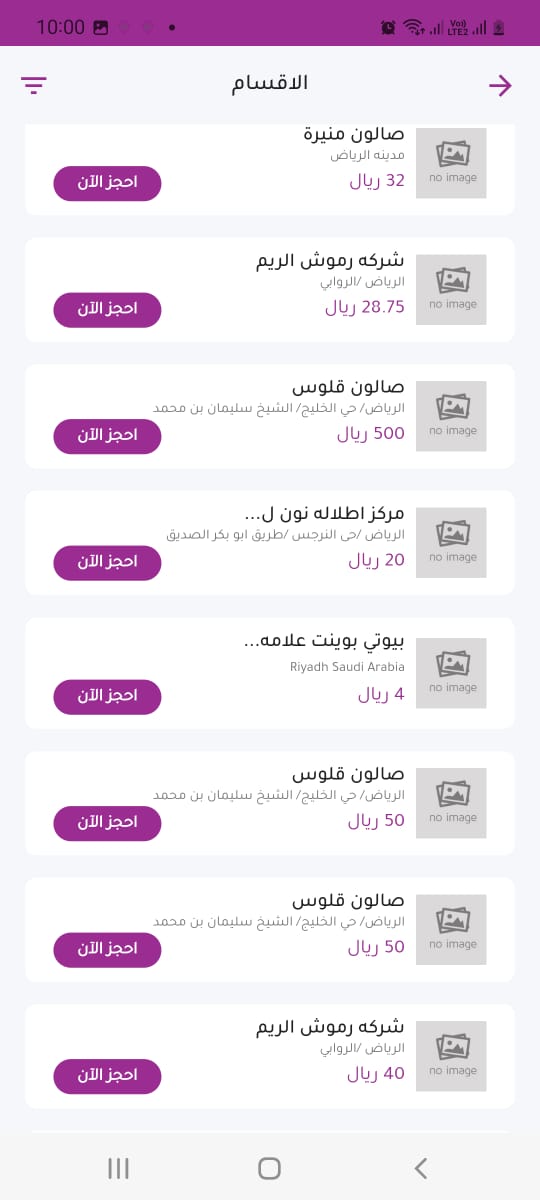 10:00
Vo)) LTE2
الاقسام
صالون منيرة
مدينه الرياض
32 ريال
احجز الآن
no image
شركه رموش الريم
الرياض /الروابي
28.75 ريال
احجز الآن
no image
صالون قلوس
الرياض/ حي الخليج/ الشيخ سليمان بن محمد
500 ريال
احجز الآن
no image
مركز اطلاله نون ل...
الرياض /حى النرجس /طريق ابو بكر الصديق
20 ريال
احجز الآن
no image
بيوتي بوينت علامه...
Riyadh Saudi Arabia
4 ريال
احجز الآن
no image
صالون قلوس
الرياض/ حي الخليج/ الشيخ سليمان بن محمد
50 ريال
احجز الآن
no image
صالون قلوس
الرياض/ حي الخليج/ الشيخ سليمان بن محمد
50 ريال
احجز الآن
no image
شركه رموش الريم
الرياض /الروابي
40 ريال
احجز الآن
no image